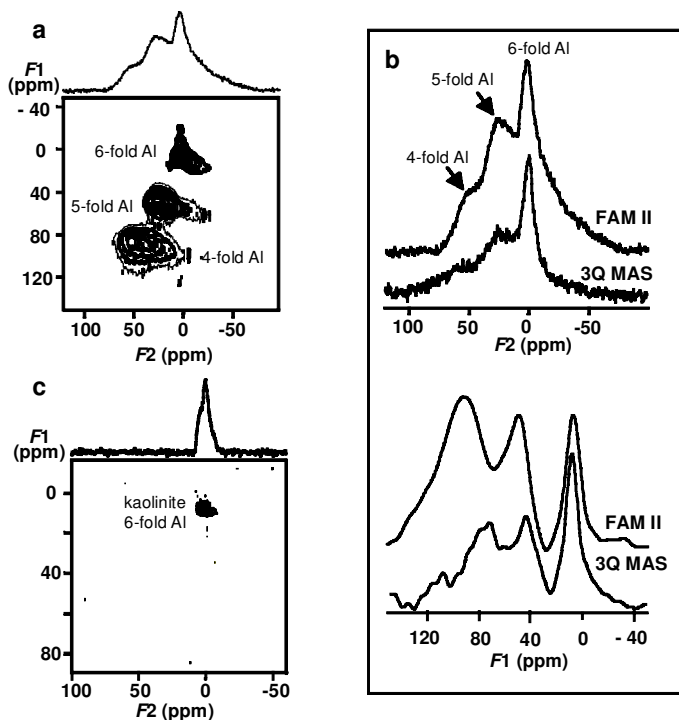 a
F1
(ppm)
- 40
0
40
80
120
6-fold Al
5-fold Al
4-fold Al
100
50
0
-50
F2 (ppm)
b
6-fold Al
5-fold Al
4-fold Al
FAM II
3Q MAS
100
50
0
-50
F2 (ppm)
FAM II
3Q MAS
120
80
40
0
- 40
F1 (ppm)
c
F1
(ppm)
0
40
80
kaolinite
6-fold Al
100
50
0
-50
F2 (ppm)